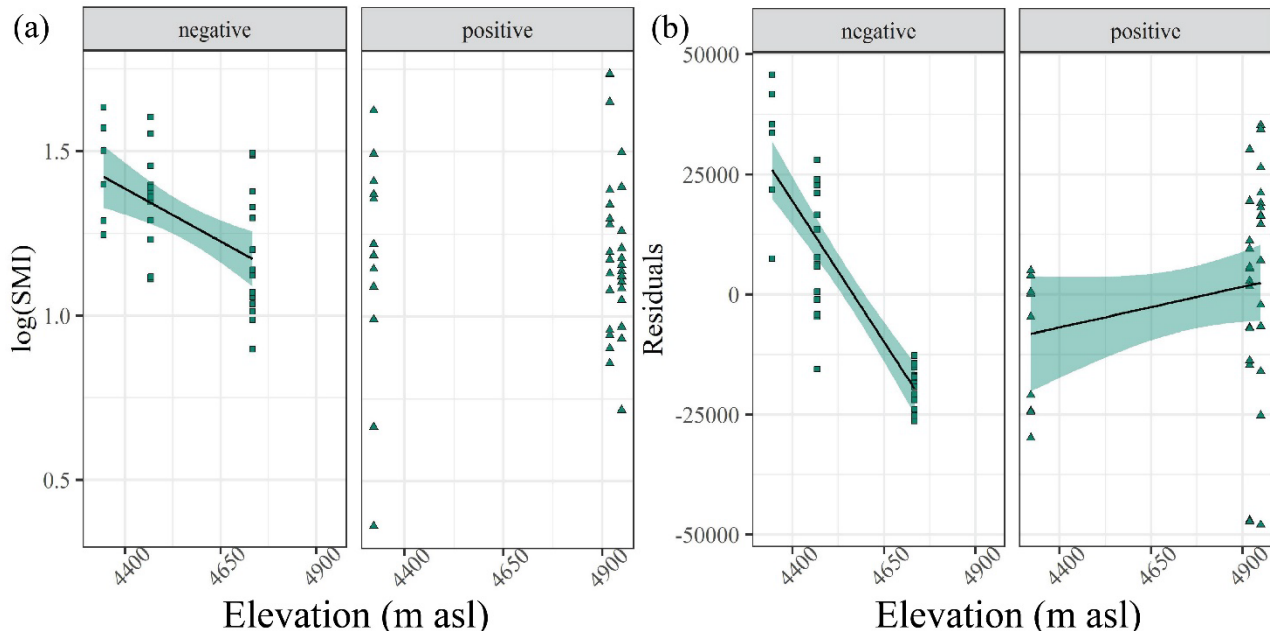 (a)
negative
positive
log(SMI)
1.5
1.0
0.5
4400
4650
4900
4400
4650
4900
Elevation (m asl)
(b)
negative
positive
Residuals
50000
25000
0
-25000
-50000
4400
4650
4900
4400
4650
4900
Elevation (m asl)